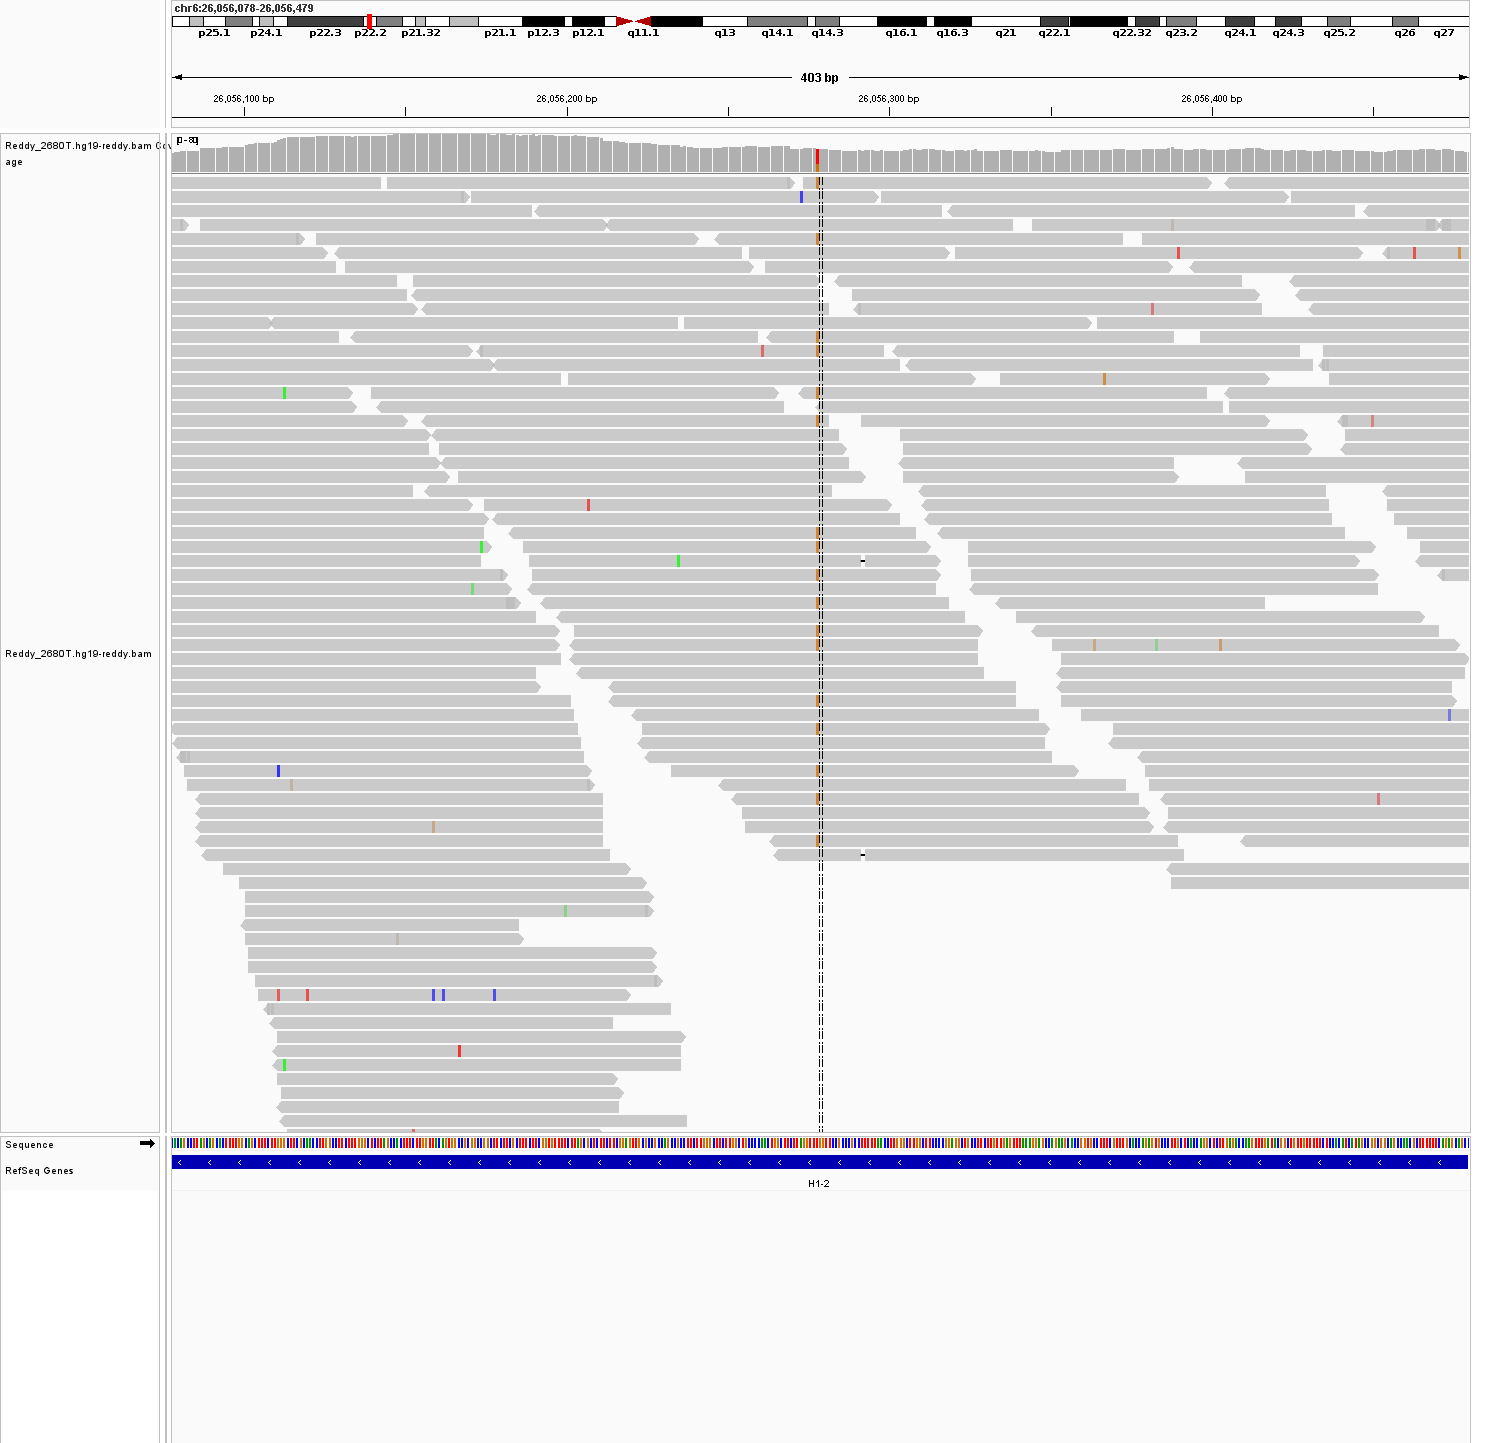 chr6:26,056,078-26,056,479
p25.1 p24.1 p22.3 p22.2 p21.32 p21.1 p12.3 p12.1 q11.1 q13 q14.1 q14.3 q16.1 q16.3 q21 q22.1 q22.32 q23.2 q24.1 q24.3 q25.2 q26 q27
403 bp
26,056,100 bp 26,056,200 bp 26,056,300 bp 26,056,400 bp
Reddy_2680T.hg19-reddy.bam Cov
age
Reddy_2680T.hg19-reddy.bam
Sequence
RefSeq Genes
H1-2